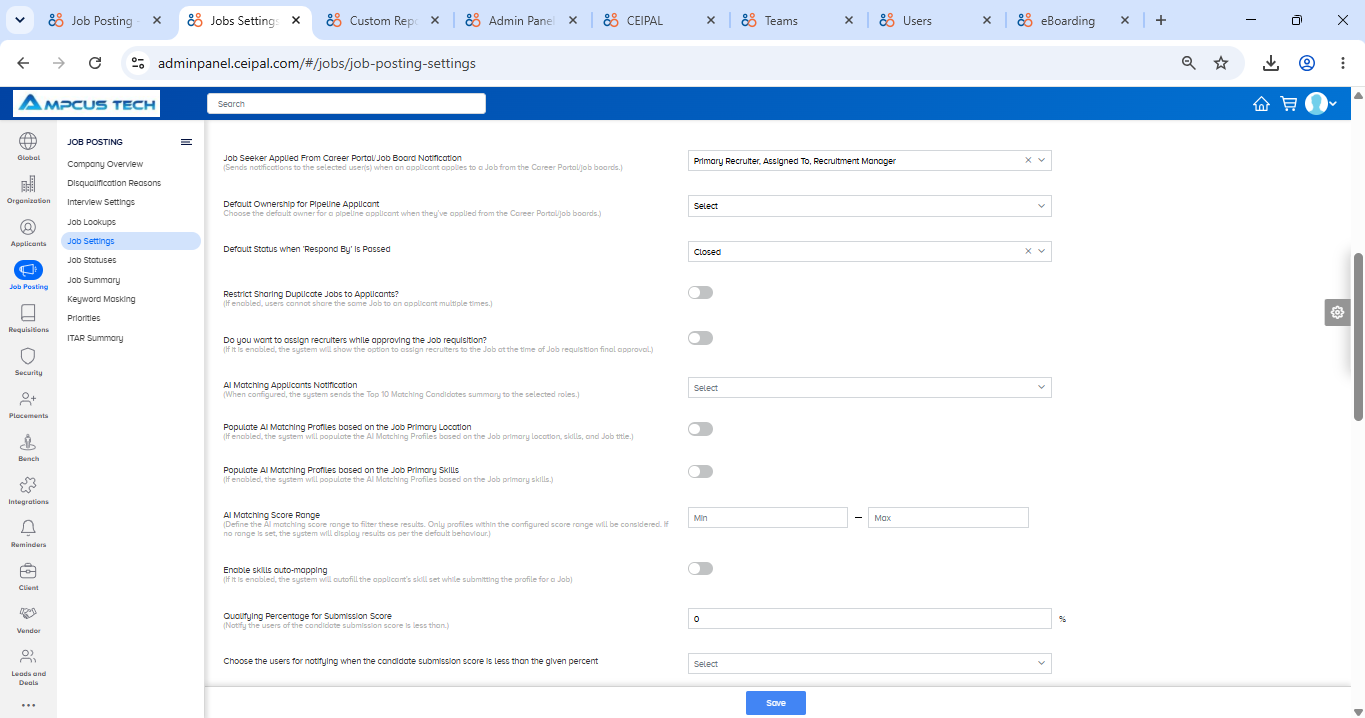 Job Posting -
Jobs Settings
Custom Repo
Admin Panel
CEIPAL
Teams
Users
eBoarding
adminpanel.ceipal.com/#/jobs/job-posting-settings
AMPCUS TECH
Search
Global
Organization
Applicants
Job Posting
Requisitions
Security
Placements
Bench
Integrations
Reminders
Client
Vendor
Leads and
Deals
JOB POSTING
Company Overview
Disqualification Reasons
Interview Settings
Job Lookups
Job Settings
Job Statuses
Job Summary
Keyword Masking
Priorities
ITAR Summary
Job Seeker Applied From Career Portal/Job Board Notification
(Sends notifications to the selected user(s) when an applicant applies to a Job from the Career Portal/job boards.)
Primary Recruiter, Assigned To, Recruitment Manager
Default Ownership for Pipeline Applicant
Choose the default owner for a pipeline applicant when they've applied from the Career Portal/job boards.)
Select
Default Status when 'Respond By' is Passed
Closed
Restrict Sharing Duplicate Jobs to Applicants?
(If enabled, users cannot share the same Job to an applicant multiple times.)
Do you want to assign recruiters while approving the Job requisition?
(If it is enabled, the system will show the option to assign recruiters to the Job at the time of Job requisition final approval.)
AI Matching Applicants Notification
(When configured, the system sends the Top 10 Matching Candidates summary to the selected roles.)
Select
Populate AI Matching Profiles based on the Job Primary Location
(If enabled, the system will populate the AI Matching Profiles based on the Job primary location, skills, and Job title.)
Populate AI Matching Profiles based on the Job Primary Skills
(If enabled, the system will populate the AI Matching Profiles based on the Job primary skills.)
AI Matching Score Range
(Define the AI matching score range to filter these results. Only profiles within the configured score range will be considered. If
no range is set, the system will display results as per the default behaviour.)
Min – Max
Enable skills auto-mapping
(If it is enabled, the system will autofill the applicant's skill set while submitting the profile for a Job)
Qualifying Percentage for Submission Score
(Notify the users of the candidate submission score is less than.)
0 %
Choose the users for notifying when the candidate submission score is less than the given percent
Select
Save